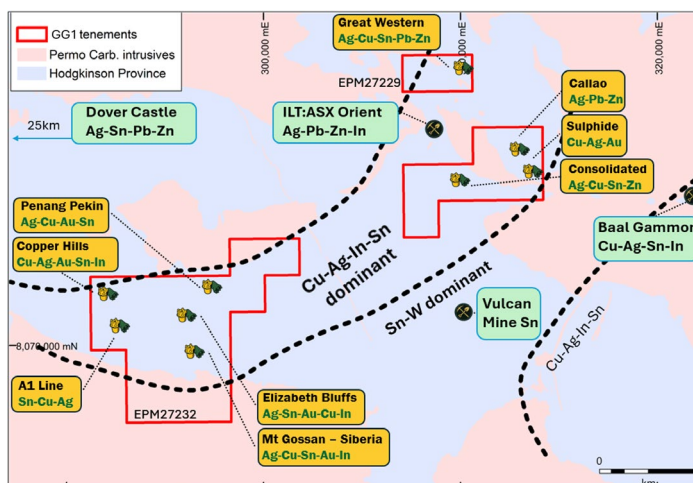 GG1 tenements
Permo Carb. intrusives
Hodgkinson Province
300,000 mE
000 mE
320,000 mE
Great Western
Ag-Cu-Sn-Pb-Zn
EPM27229
Callao
Ag-Pb-Zn
Sulphide
Cu-Ag-Au
Consolidated
Ag-Cu-Sn-Zn
25km
Dover Castle
Ag-Sn-Pb-Zn
ILT:ASX Orient
Ag-Pb-Zn-In
Baal Gammon
Cu-Ag-Sn-In
Penang Pekin
Ag-Cu-Au-Sn
Copper Hills
Cu-Ag-Au-Sn-In
Cu-Ag-In-Sn
dominant
Sn-W dominant
Vulcan
Mine Sn
Cu-Ag-In-Sn
8,070,000 mN
A1 Line
Sn-Cu-Ag
EPM27232
Elizabeth Bluffs
Ag-Sn-Au-Cu-In
Mt Gossan – Siberia
Ag-Cu-Sn-Au-In
0
km